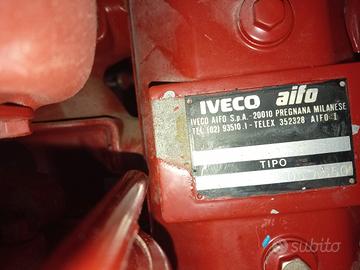 IVECO aifo
IVECO AIFO S.p.A. - 20010 PREGNANA MILANESE
TEL. (02) 93510.1 - TELEX 352328 AIFO-I
TIPO
subito